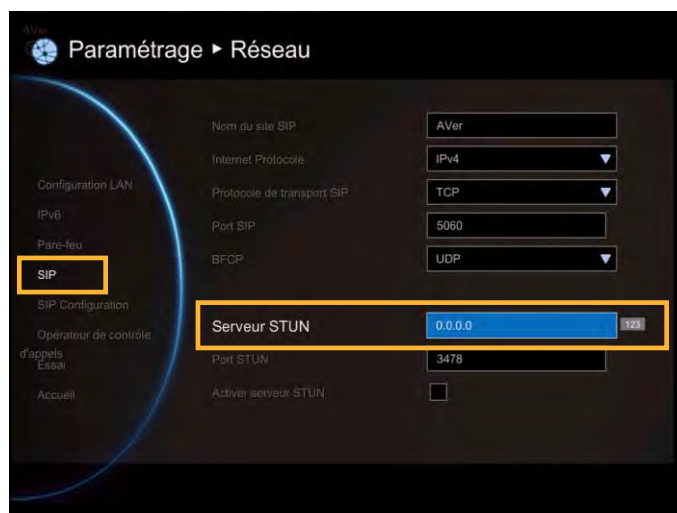 AVer
Paramétrage ► Réseau
Configuration LAN
IPv6
Pare-feu
SIP
SIP Configuration
Opérateur de contrôle
d'appels
Essai
Accueil
Nom du site SIP AVer
Internet Protocole IPv4 ▼
Protocole de transport SIP TCP ▼
Port SIP 5060
BFCP UDP ▼
Serveur STUN 0.0.0.0 123
Port STUN 3478
Activer serveur STUN